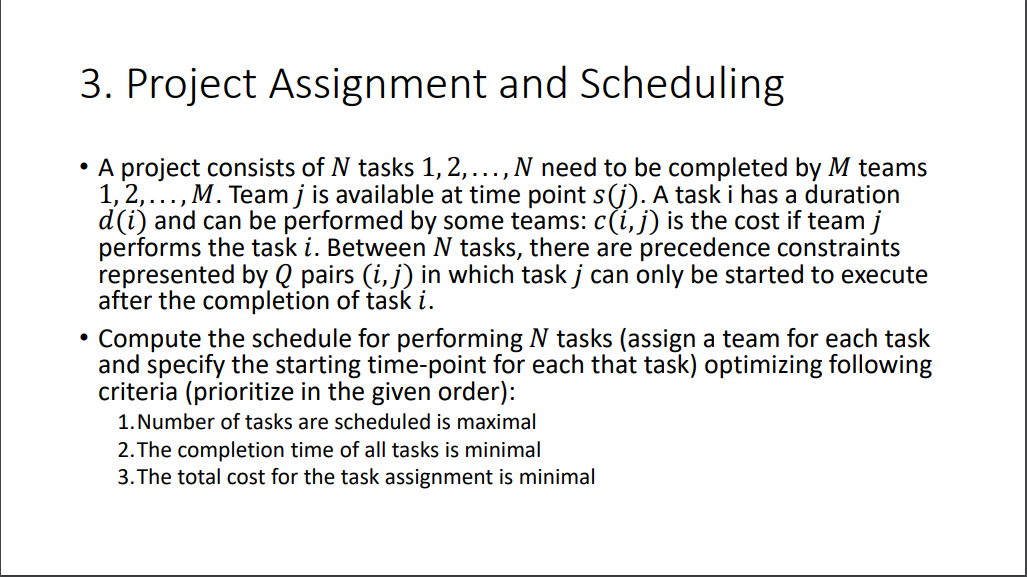 3. Project Assignment and Scheduling
• A project consists of N tasks 1, 2, . . . , N need to be completed by M teams
1, 2, . . . , M. Team j is available at time point s(j). A task i has a duration
d(i) and can be performed by some teams: c(i, j) is the cost if team j
performs the task i. Between N tasks, there are precedence constraints
represented by Q pairs (i, j) in which task j can only be started to execute
after the completion of task i.
• Compute the schedule for performing N tasks (assign a team for each task
and specify the starting time-point for each that task) optimizing following
criteria (prioritize in the given order):
1.Number of tasks are scheduled is maximal
2.The completion time of all tasks is minimal
3.The total cost for the task assignment is minimal